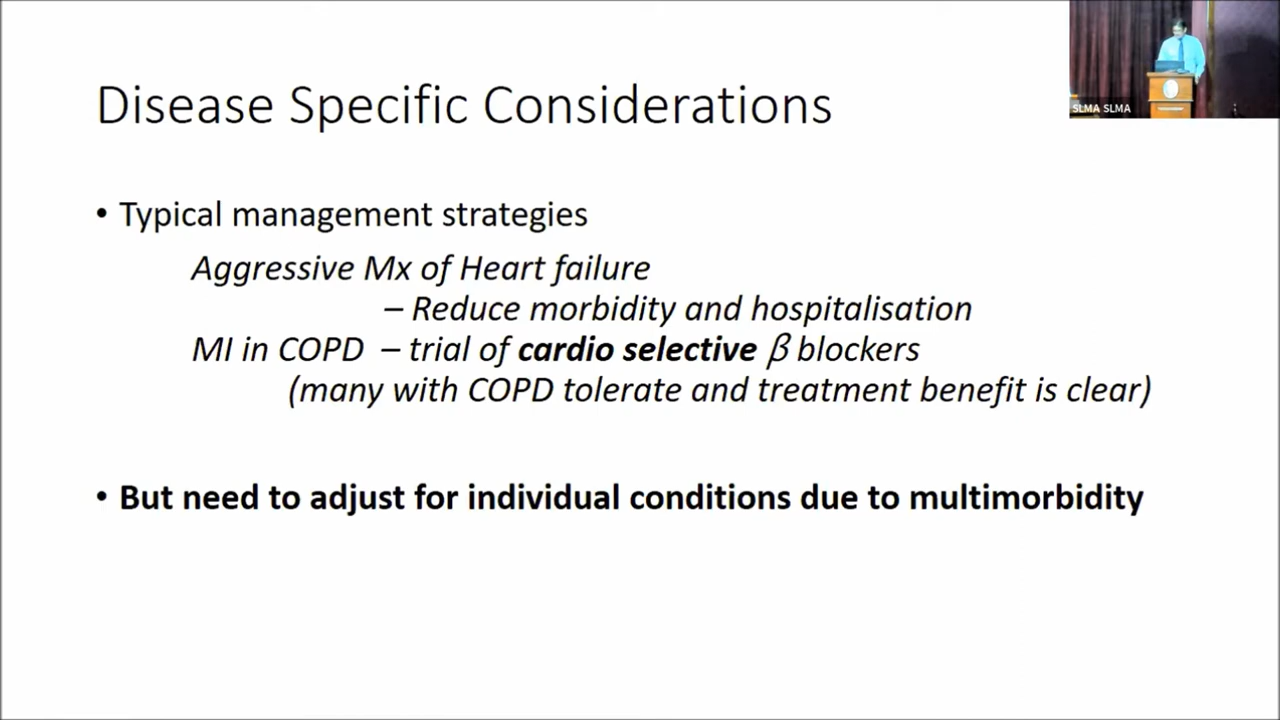 SLMA SLMA
Disease Specific Considerations
• Typical management strategies
Aggressive Mx of Heart failure
– Reduce morbidity and hospitalisation
MI in COPD – trial of cardio selective β blockers
(many with COPD tolerate and treatment benefit is clear)
• But need to adjust for individual conditions due to multimorbidity